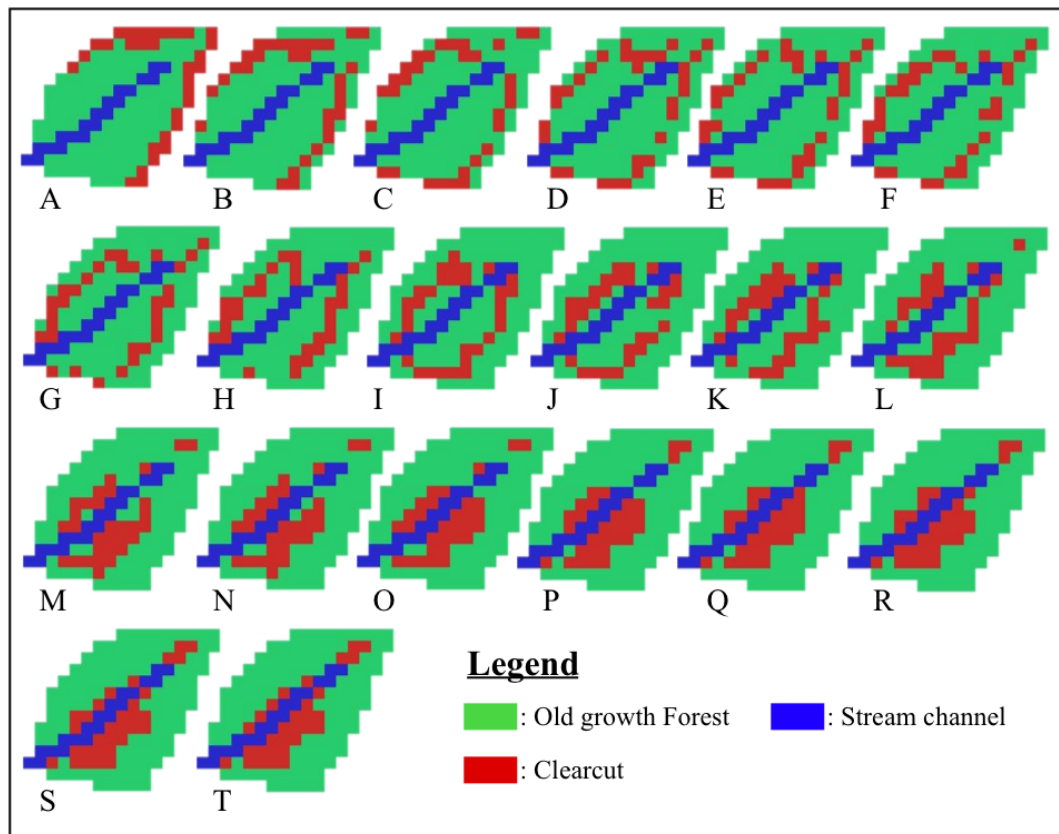 A B C D E F
G H I J K L
M N O P Q R
S T
Legend
: Old growth Forest : Stream channel
: Clearcut